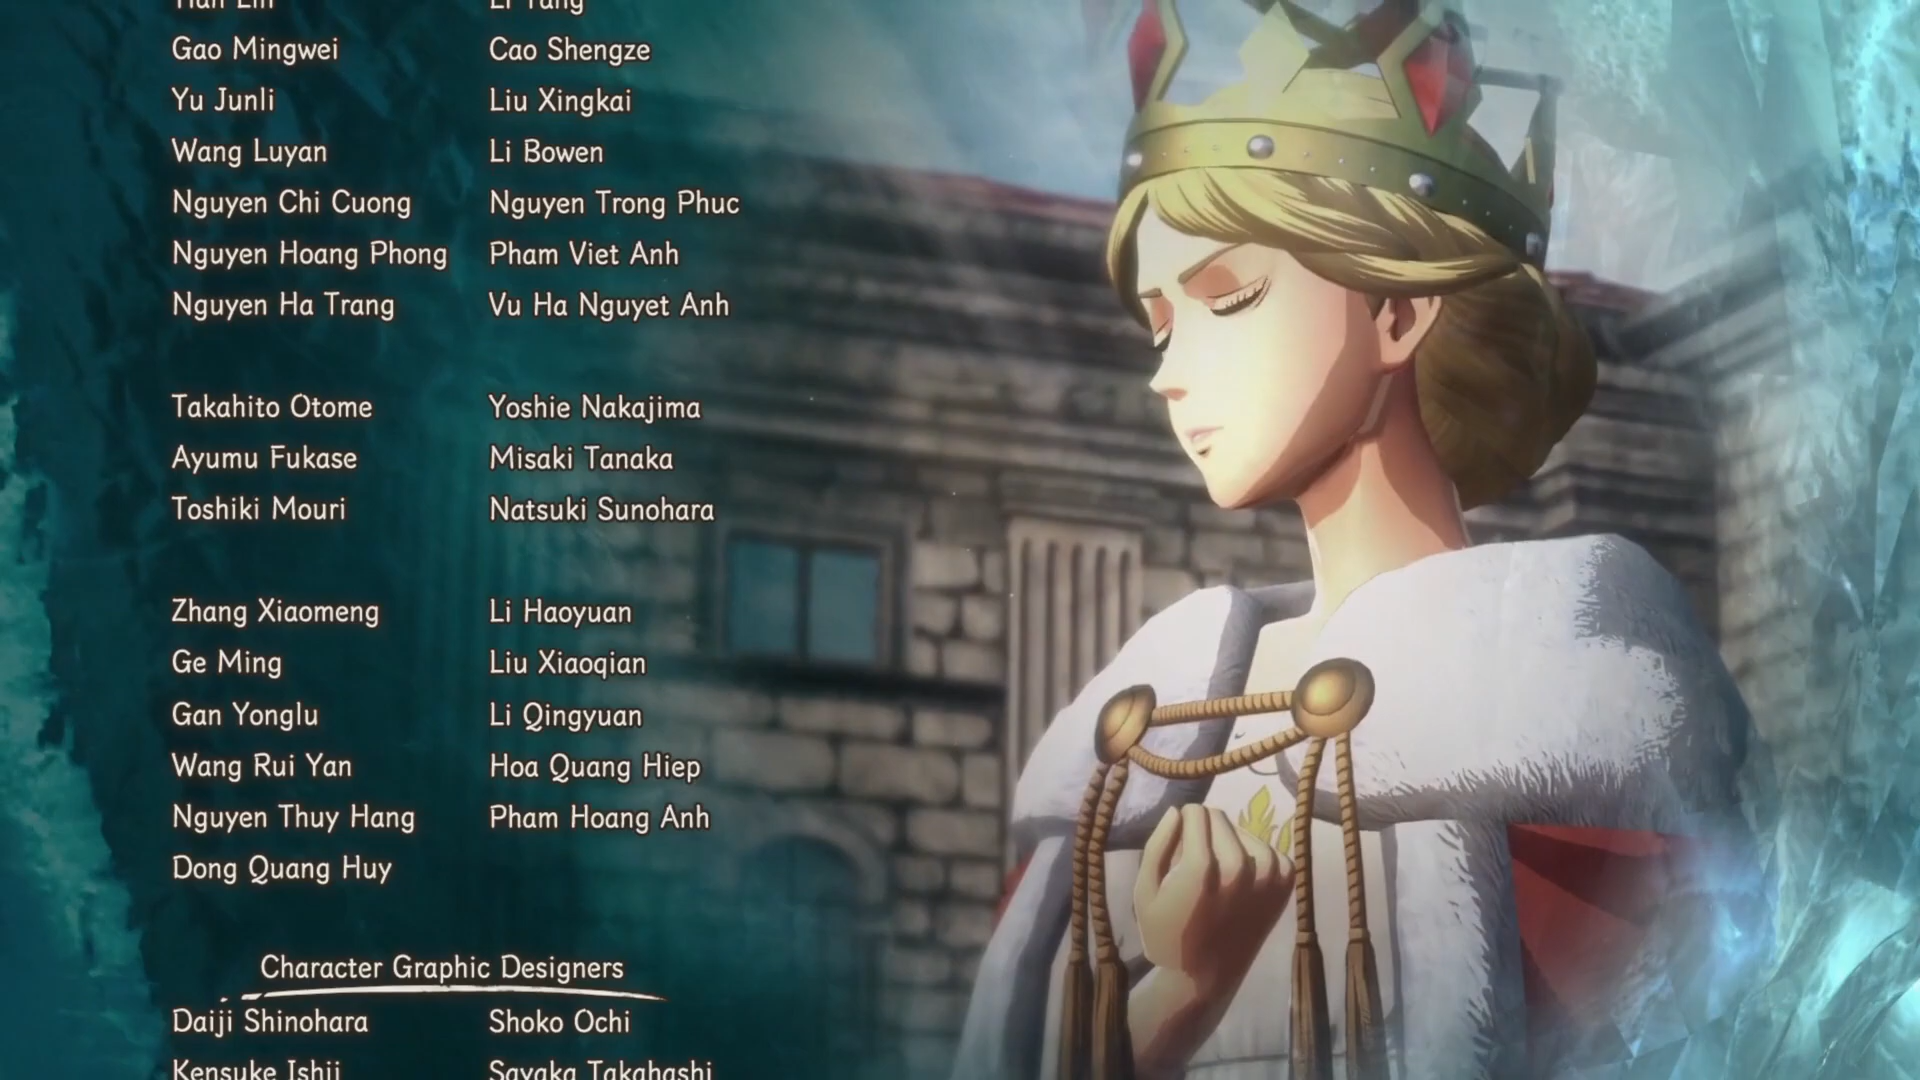 Gao Mingwei Cao Shengze
Yu Junli Liu Xingkai
Wang Luyan Li Bowen
Nguyen Chi Cuong Nguyen Trong Phuc
Nguyen Hoang Phong Pham Viet Anh
Nguyen Ha Trang Vu Ha Nguyet Anh
Takahito Otome Yoshie Nakajima
Ayumu Fukase Misaki Tanaka
Toshiki Mouri Natsuki Sunohara
Zhang Xiaomeng Li Haoyuan
Ge Ming Liu Xiaoqian
Gan Yonglu Li Qingyuan
Wang Rui Yan Hoa Quang Hiep
Nguyen Thuy Hang Pham Hoang Anh
Dong Quang Huy
Character Graphic Designers
Daiji Shinohara Shoko Ochi
Kensuke Ishii Sayaka Takahashi